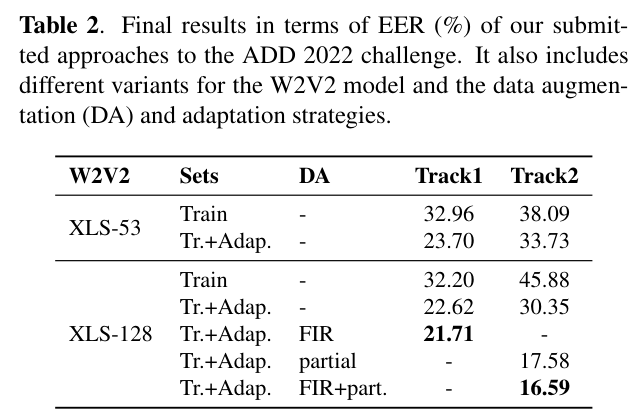 Table 2. Final results in terms of EER (%) of our submit-
ted approaches to the ADD 2022 challenge. It also includes
different variants for the W2V2 model and the data augmen-
tation (DA) and adaptation strategies.
W2V2 Sets DA Track1 Track2
XLS-53
Train - 32.96 38.09
Tr.+Adap. - 23.70 33.73
XLS-128
Train - 32.20 45.88
Tr.+Adap. - 22.62 30.35
Tr.+Adap. FIR 21.71 -
Tr.+Adap. partial - 17.58
Tr.+Adap. FIR+part. - 16.59